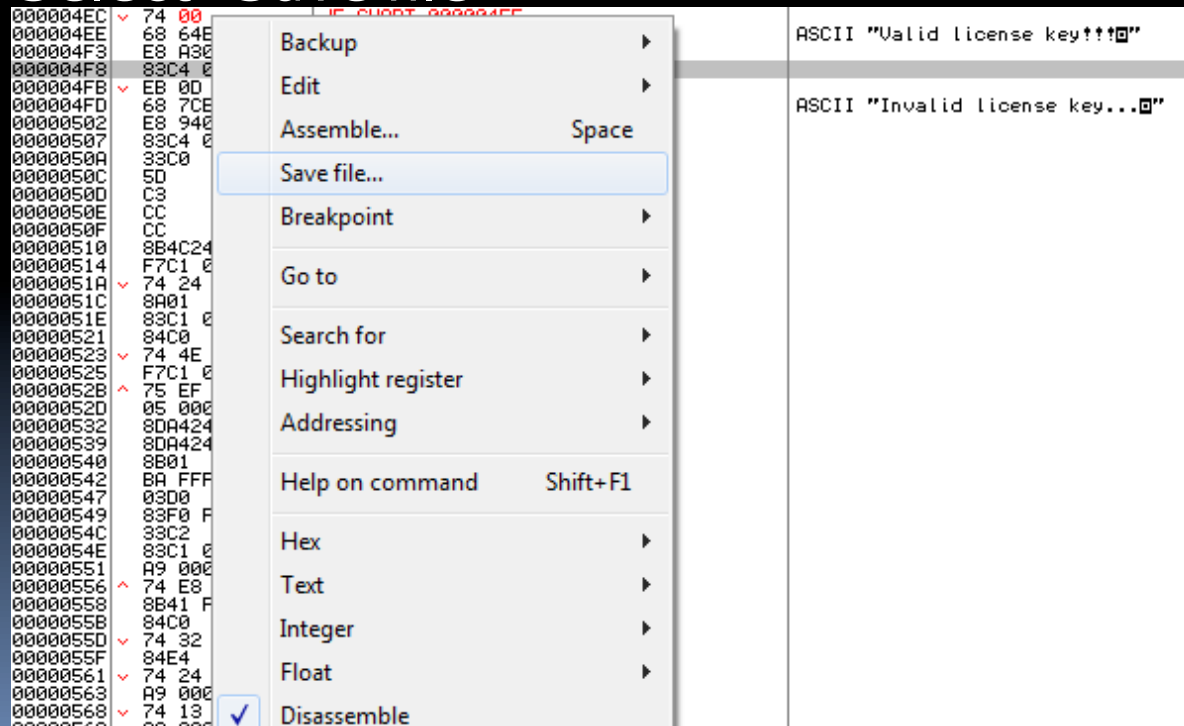 000004EC 74 00
000004EE 68 64E ASCII "Valid license key!!!"
000004F3 E8 A30
000004F8 83C4 0
000004FB EB 0D
000004FD 68 7CE ASCII "Invalid license key..."
00000502 E8 940
00000507 83C4 0
0000050A 33C0
0000050C 5D
0000050D C3
0000050E CC
0000050F CC
00000510 8B4C24
00000514 F7C1 0
0000051A 74 24
0000051C 8A01
0000051E 83C1 0
00000521 84C0
00000523 74 4E
00000525 F7C1 0
0000052B 75 EF
0000052D 05 000
00000532 8DA424
00000539 8DA424
00000540 8B01
00000542 BA FFF
00000547 03D0
00000549 83F0 F
0000054C 33C2
0000054E 83C1 0
00000551 A9 000
00000556 74 E8
00000558 8B41 F
0000055B 84C0
0000055D 74 32
0000055F 84E4
00000561 74 24
00000563 A9 000
00000568 74 13
Backup
Edit
Assemble... Space
Save file...
Breakpoint
Go to
Search for
Highlight register
Addressing
Help on command Shift+F1
Hex
Text
Integer
Float
Disassemble